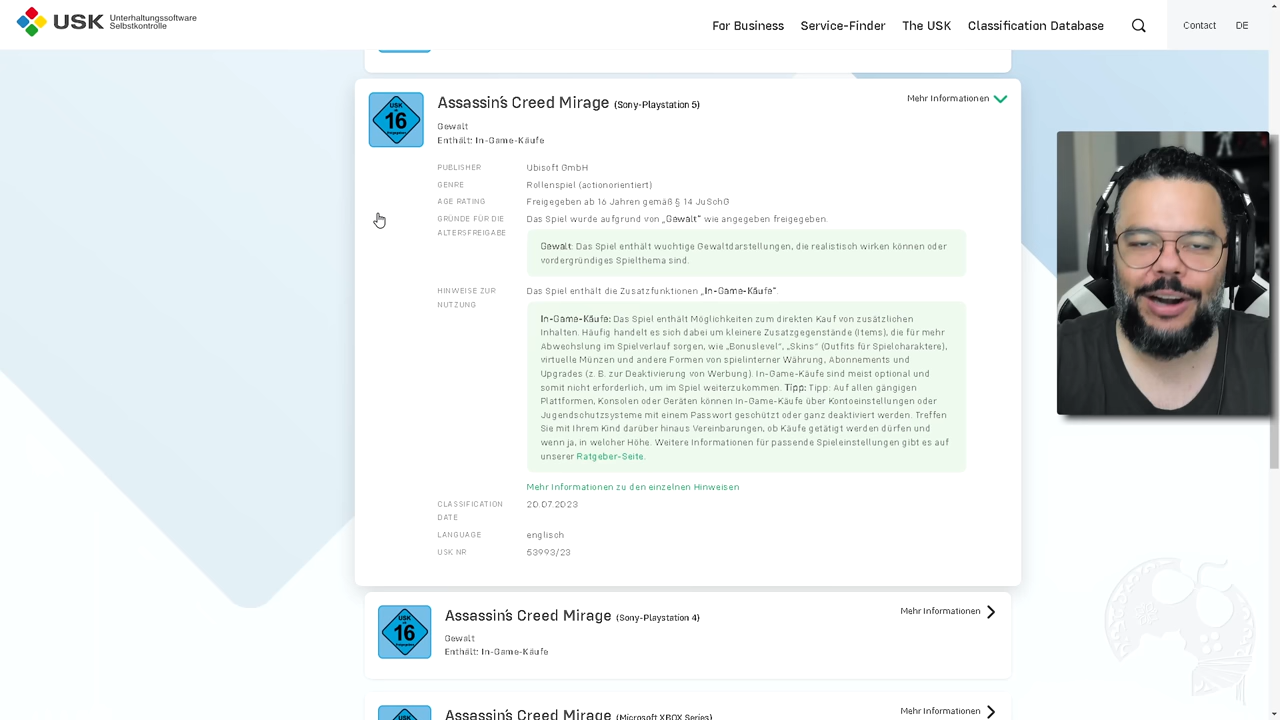 USK Unterhaltungssoftware
Selbstkontrolle
For Business Service-Finder The USK Classification Database Contact DE
USK
ab
16
freigegeben
Assassin's Creed Mirage (Sony-Playstation 5) Mehr Informationen
Gewalt
Enthält: In-Game-Käufe
PUBLISHER Ubisoft GmbH
GENRE Rollenspiel (actionorientiert)
AGE RATING Freigegeben ab 16 Jahren gemäß § 14 JuSchG
GRÜNDE FÜR DIE ALTERSFREIGABE Das Spiel wurde aufgrund von „Gewalt" wie angegeben freigegeben.
Gewalt: Das Spiel enthält wuchtige Gewaltdarstellungen, die realistisch wirken können oder
vordergründiges Spielthema sind.
HINWEISE ZUR NUTZUNG Das Spiel enthält die Zusatzfunktionen „In-Game-Käufe".
In-Game-Käufe: Das Spiel enthält Möglichkeiten zum direkten Kauf von zusätzlichen
Inhalten. Häufig handelt es sich dabei um kleinere Zusatzgegenstände (Items), die für mehr
Abwechslung im Spielverlauf sorgen, wie „Bonuslevel", „Skins" (Outfits für Spielcharaktere),
virtuelle Münzen und andere Formen von spielinterner Währung, Abonnements und
Upgrades (z. B. zur Deaktivierung von Werbung). In-Game-Käufe sind meist optional und
somit nicht erforderlich, um im Spiel weiterzukommen. Tipp: Tipp: Auf allen gängigen
Plattformen, Konsolen oder Geräten können In-Game-Käufe über Kontoeinstellungen oder
Jugendschutzsysteme mit einem Passwort geschützt oder ganz deaktiviert werden. Treffen
Sie mit Ihrem Kind darüber hinaus Vereinbarungen, ob Käufe getätigt werden dürfen und
wenn ja, in welcher Höhe. Weitere Informationen für passende Spieleinstellungen gibt es auf
unserer Ratgeber-Seite.
Mehr Informationen zu den einzelnen Hinweisen
CLASSIFICATION DATE 20.07.2023
LANGUAGE englisch
USK NR 53993/23
USK
ab
16
freigegeben
Assassin's Creed Mirage (Sony-Playstation 4) Mehr Informationen
Gewalt
Enthält: In-Game-Käufe
USK
Assassin's Creed Mirage (Microsoft XBOX Series) Mehr Informationen